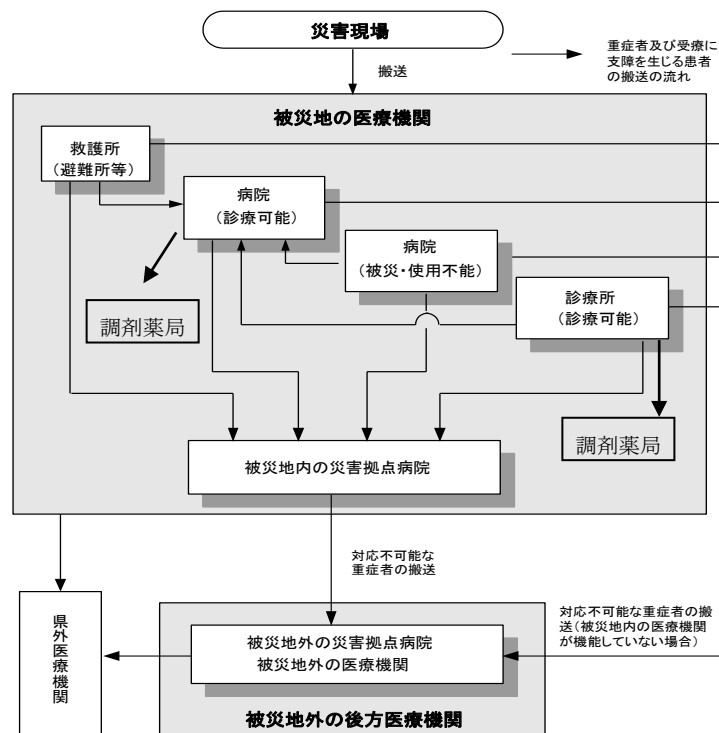 災害現場
搬送
重症者及び受療に
支障を生じる患者
の搬送の流れ
被災地の医療機関
救護所
(避難所等)
病院
(診療可能)
病院
(被災・使用不能)
診療所
(診療可能)
調剤薬局
調剤薬局
被災地内の災害拠点病院
対応不可能な
重症者の搬送
県外医療機関
対応不可能な重症者の搬
送(被災地内の医療機関
が機能していない場合)
被災地外の災害拠点病院
被災地外の医療機関
被災地外の後方医療機関